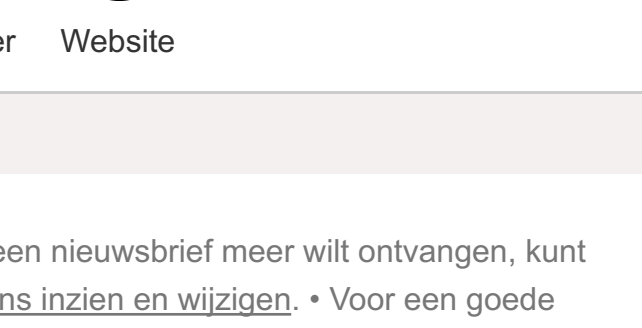 er Website
een nieuwsbrief meer wilt ontvangen, kunt
ns inzien en wijzigen. • Voor een goede